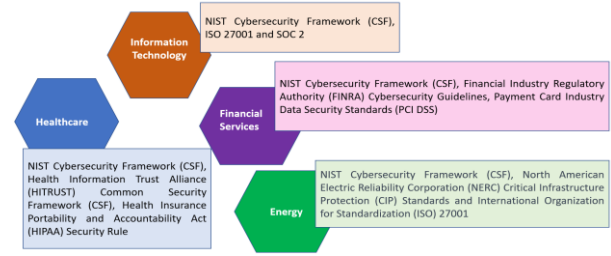 Information
Technology
NIST Cybersecurity Framework (CSF),
ISO 27001 and SOC 2
Healthcare
NIST Cybersecurity Framework (CSF),
Health Information Trust Alliance
(HITRUST) Common Security
Framework (CSF), Health Insurance
Portability and Accountability Act
(HIPAA) Security Rule
Financial
Services
NIST Cybersecurity Framework (CSF), Financial Industry Regulatory
Authority (FINRA) Cybersecurity Guidelines, Payment Card Industry
Data Security Standards (PCI DSS)
Energy
NIST Cybersecurity Framework (CSF), North American
Electric Reliability Corporation (NERC) Critical Infrastructure
Protection (CIP) Standards and International Organization
for Standardization (ISO) 27001